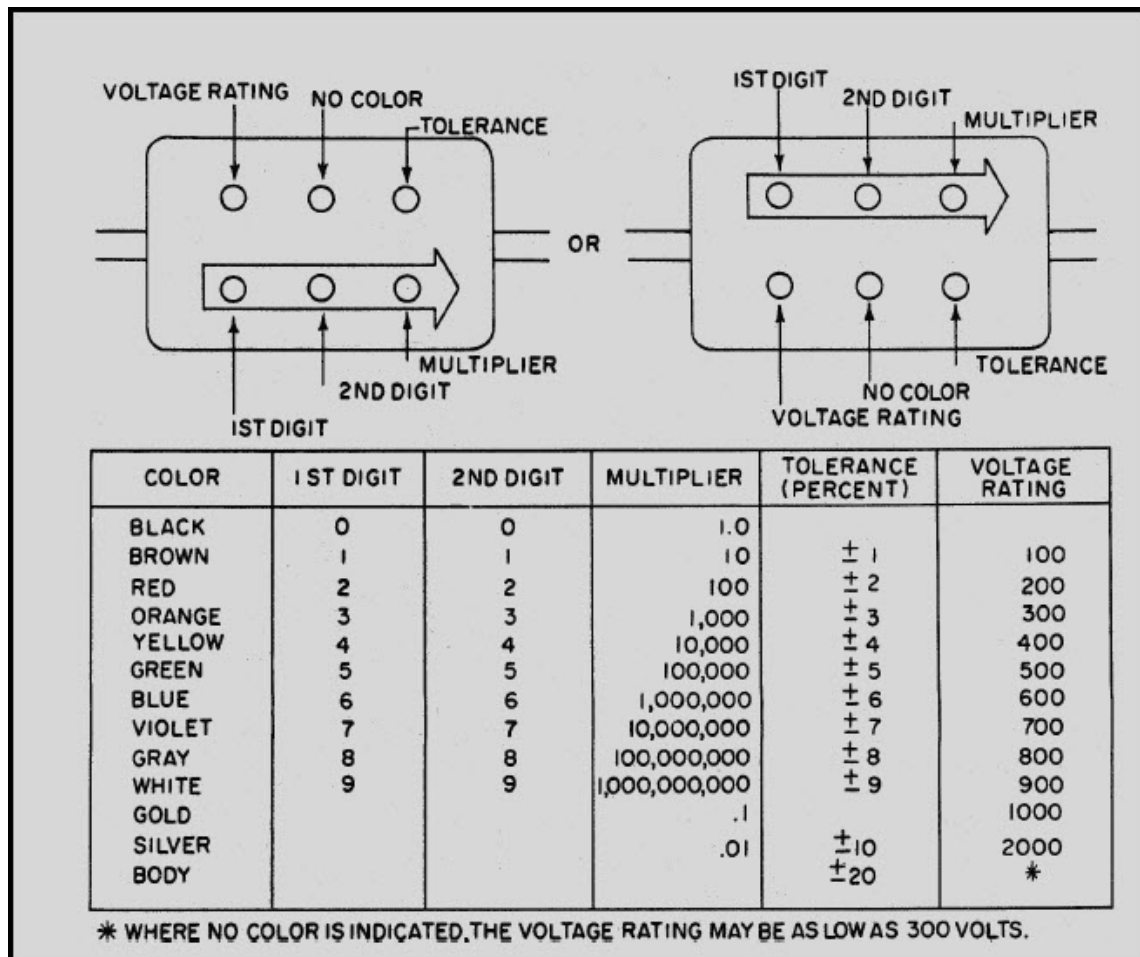 VOLTAGE RATING NO COLOR
TOLERANCE
MULTIPLIER
2ND DIGIT
1ST DIGIT
OR
1ST DIGIT
2ND DIGIT
MULTIPLIER
TOLERANCE
NO COLOR
VOLTAGE RATING
COLOR 1ST DIGIT 2ND DIGIT MULTIPLIER TOLERANCE (PERCENT) VOLTAGE RATING
BLACK 0 0 1.0
BROWN 1 1 10 ± 1 100
RED 2 2 100 ± 2 200
ORANGE 3 3 1,000 ± 3 300
YELLOW 4 4 10,000 ± 4 400
GREEN 5 5 100,000 ± 5 500
BLUE 6 6 1,000,000 ± 6 600
VIOLET 7 7 10,000,000 ± 7 700
GRAY 8 8 100,000,000 ± 8 800
WHITE 9 9 1,000,000,000 ± 9 900
GOLD .1 1000
SILVER .01 ±10 2000
BODY ±20 *
* WHERE NO COLOR IS INDICATED, THE VOLTAGE RATING MAY BE AS LOW AS 300 VOLTS.